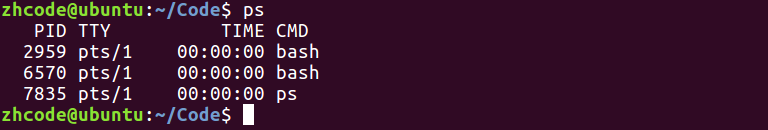 zhcode@ubuntu:~/Code$ ps
PID TTY TIME CMD
2959 pts/1 00:00:00 bash
6570 pts/1 00:00:00 bash
7835 pts/1 00:00:00 ps
zhcode@ubuntu:~/Code$